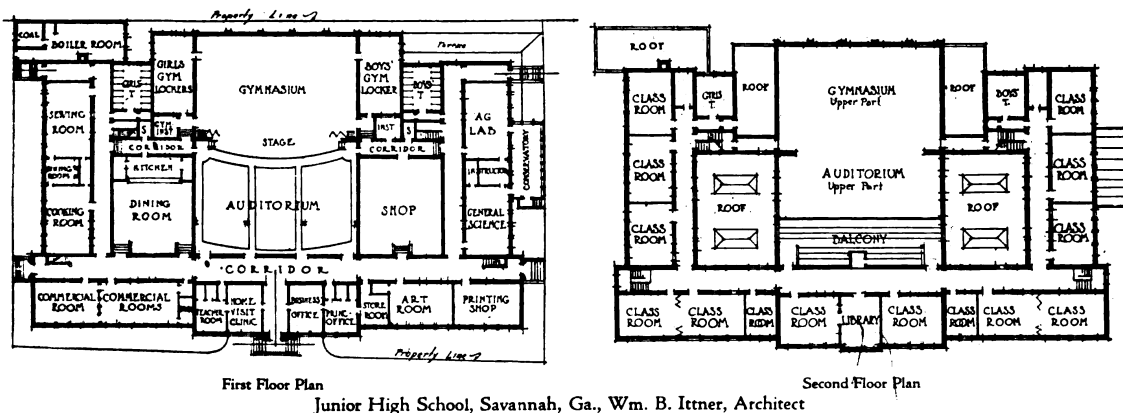 Property Line
COAL
BOILER ROOM
GIRLS
T.
GIRLS
GYM
LOCKERS
GYMNASIUM
BOYS'
GYM
LOCKER
BOYS'
T.
Terrace
SEWING
ROOM
S
GYM
INST
INST
S
AG
LAB
CONSERVATORY
CORRIDOR
STAGE
CORRIDOR
KITCHEN
DINING
ROOM
AUDITORIUM
SHOP
INSTRUCTOR
DINING
ROOM
COOKING
ROOM
GENERAL
SCIENCE
CORRIDOR
COMMERCIAL
ROOM
COMMERCIAL
ROOMS
TEACHER
ROOM
HOME
VISIT
CLINIC
BUSINESS
OFFICE
PRINC.
OFFICE
STORE
ROOM
ART
ROOM
PRINTING
SHOP
Property Line
First Floor Plan
ROOF
CLASS
ROOM
GIRLS
T.
ROOF
GYMNASIUM
Upper Part
ROOF
BOYS'
T.
CLASS
ROOM
CLASS
ROOM
CLASS
ROOM
ROOF
AUDITORIUM
Upper Part
ROOF
CLASS
ROOM
CLASS
ROOM
BALCONY
CLASS
ROOM
CLASS
ROOM
CLASS
ROOM
CLASS
ROOM
LIBRARY
CLASS
ROOM
CLASS
ROOM
CLASS
ROOM
CLASS
ROOM
Second Floor Plan
Junior High School, Savannah, Ga., Wm. B. Ittner, Architect